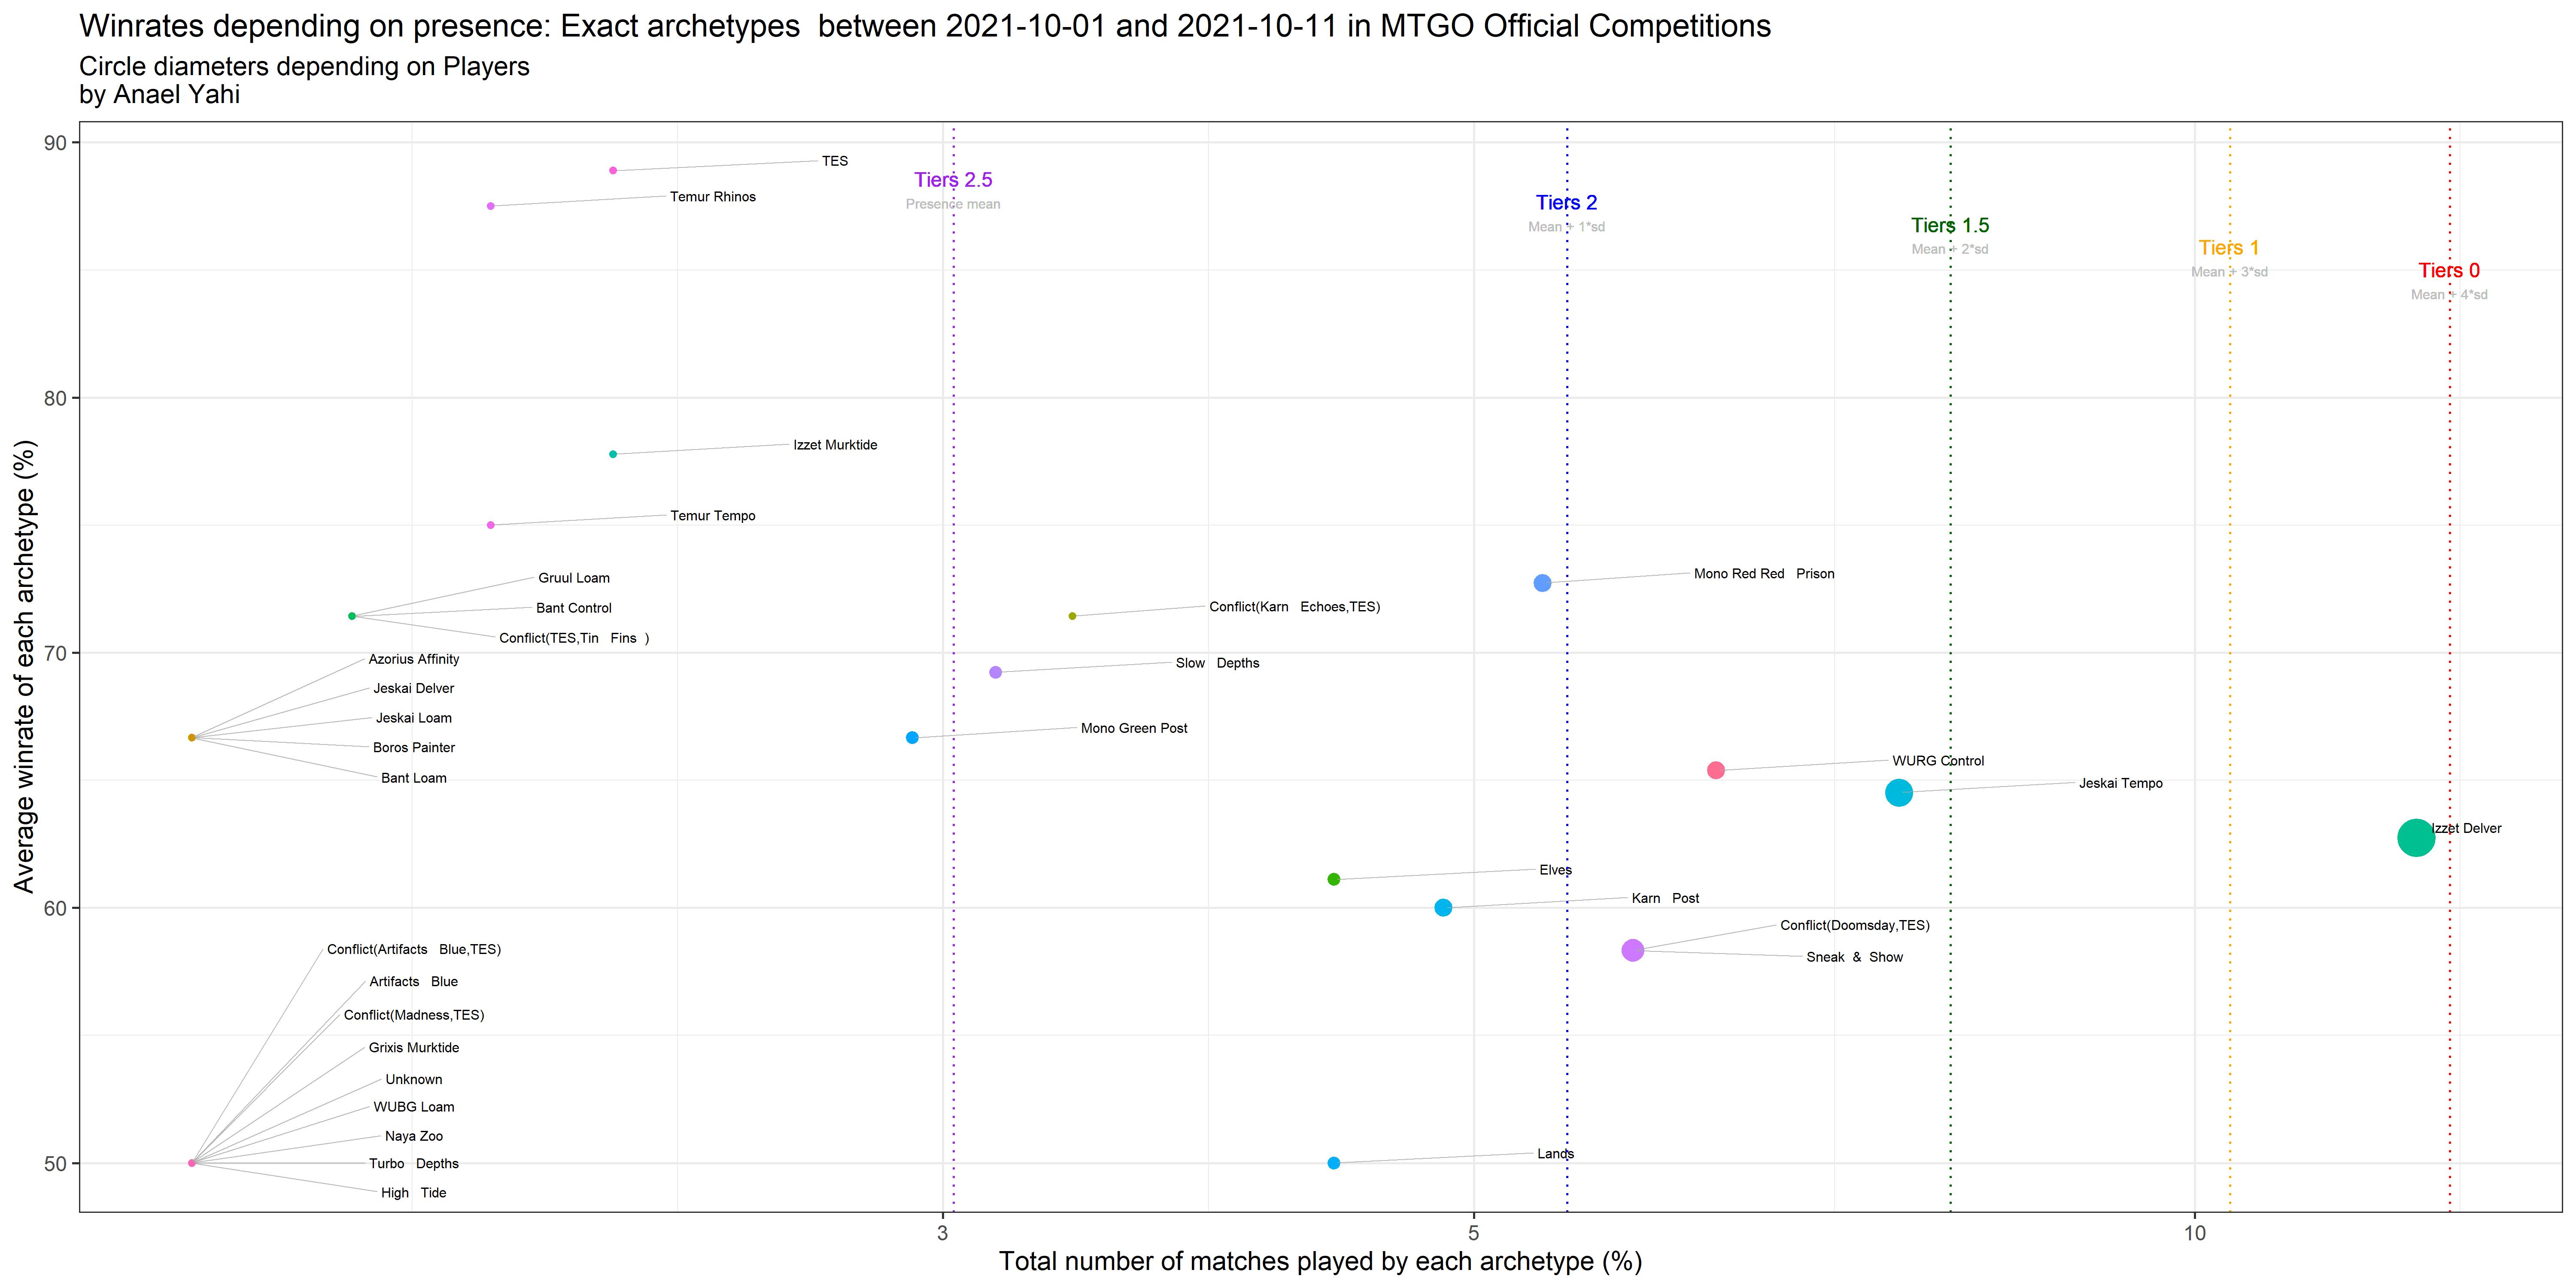 Winrates depending on presence: Exact archetypes  between 2021-10-01 and 2021-10-11 in MTGO Official Competitions
Circle diameters depending on Players
by Anael Yahi
90
80
70
60
50
Average winrate of each archetype (%)
TES
Temur Rhinos
Tiers 2.5
Presence mean
Tiers 2
Mean + 1*sd
Tiers 1.5
Mean + 2*sd
Tiers 1
Mean + 3*sd
Tiers 0
Mean + 4*sd
Izzet Murktide
Temur Tempo
Gruul Loam
Bant Control
Conflict(TES,Tin   Fins  )
Mono Red Red   Prison
Conflict(Karn   Echoes,TES)
Azorius Affinity
Jeskai Delver
Jeskai Loam
Boros Painter
Bant Loam
Slow   Depths
Mono Green Post
WURG Control
Jeskai Tempo
Izzet Delver
Elves
Karn   Post
Conflict(Doomsday,TES)
Sneak  &  Show
Conflict(Artifacts   Blue,TES)
Artifacts   Blue
Conflict(Madness,TES)
Grixis Murktide
Unknown
WUBG Loam
Naya Zoo
Turbo   Depths
High   Tide
Lands
3
5
10
Total number of matches played by each archetype (%)